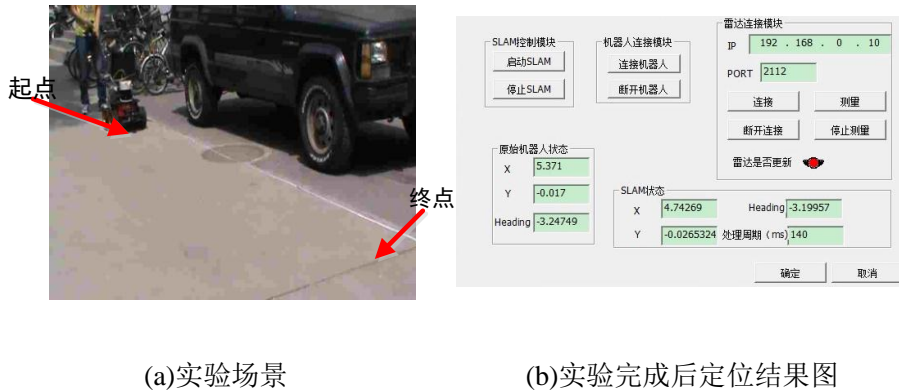 起点
终点
SLAM控制模块
启动SLAM
停止SLAM
机器人连接模块
连接机器人
断开机器人
雷达连接模块
IP 192 . 168 . 0 . 10
PORT 2112
连接 测量
断开连接 停止测量
雷达是否更新
原始机器人状态
X 5.371
Y -0.017
Heading -3.24749
SLAM状态
X 4.74269 Heading -3.19957
Y -0.0265324 处理周期（ms) 140
确定 取消
(a)实验场景 (b)实验完成后定位结果图